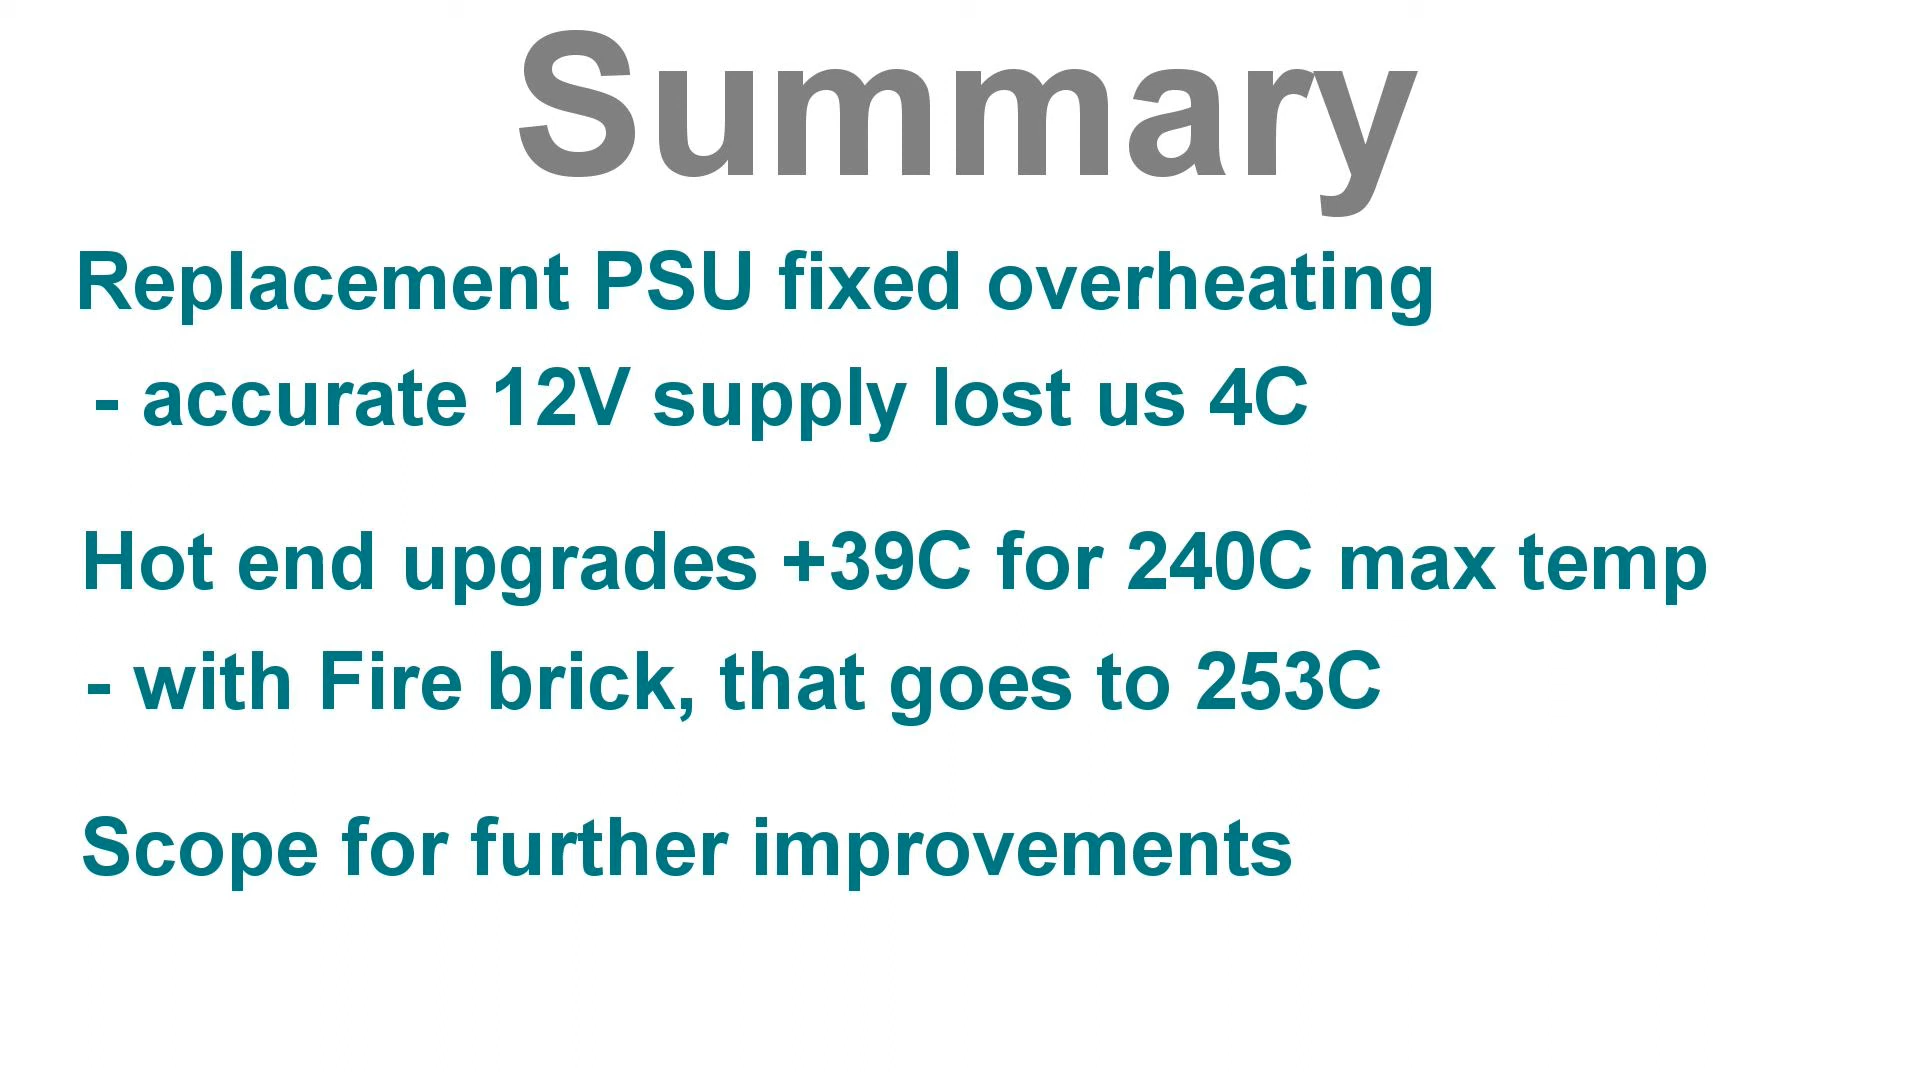 Summary
Replacement PSU fixed overheating
- accurate 12V supply lost us 4C
Hot end upgrades +39C for 240C max temp
- with Fire brick, that goes to 253C
Scope for further improvements